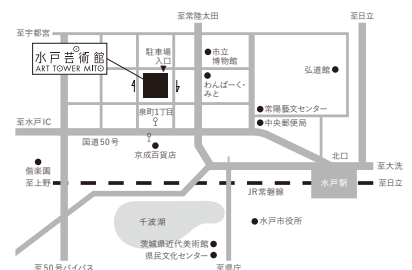 至常陸太田
至宇都宮
至日立
水戸芸術館
ART TOWER MITO
駐車場
入口
市立
博物館
弘道館
わんぱーく・
みと
泉町1丁目
常陽藝文センター
中央郵便局
至水戸IC
国道50号
京成百貨店
北口
偕楽園
至大洗
至上野
水戸駅
至日立
JR常磐線
千波湖
水戸市役所
茨城県近代美術館
県民文化センター
至50号バイパス
至県庁